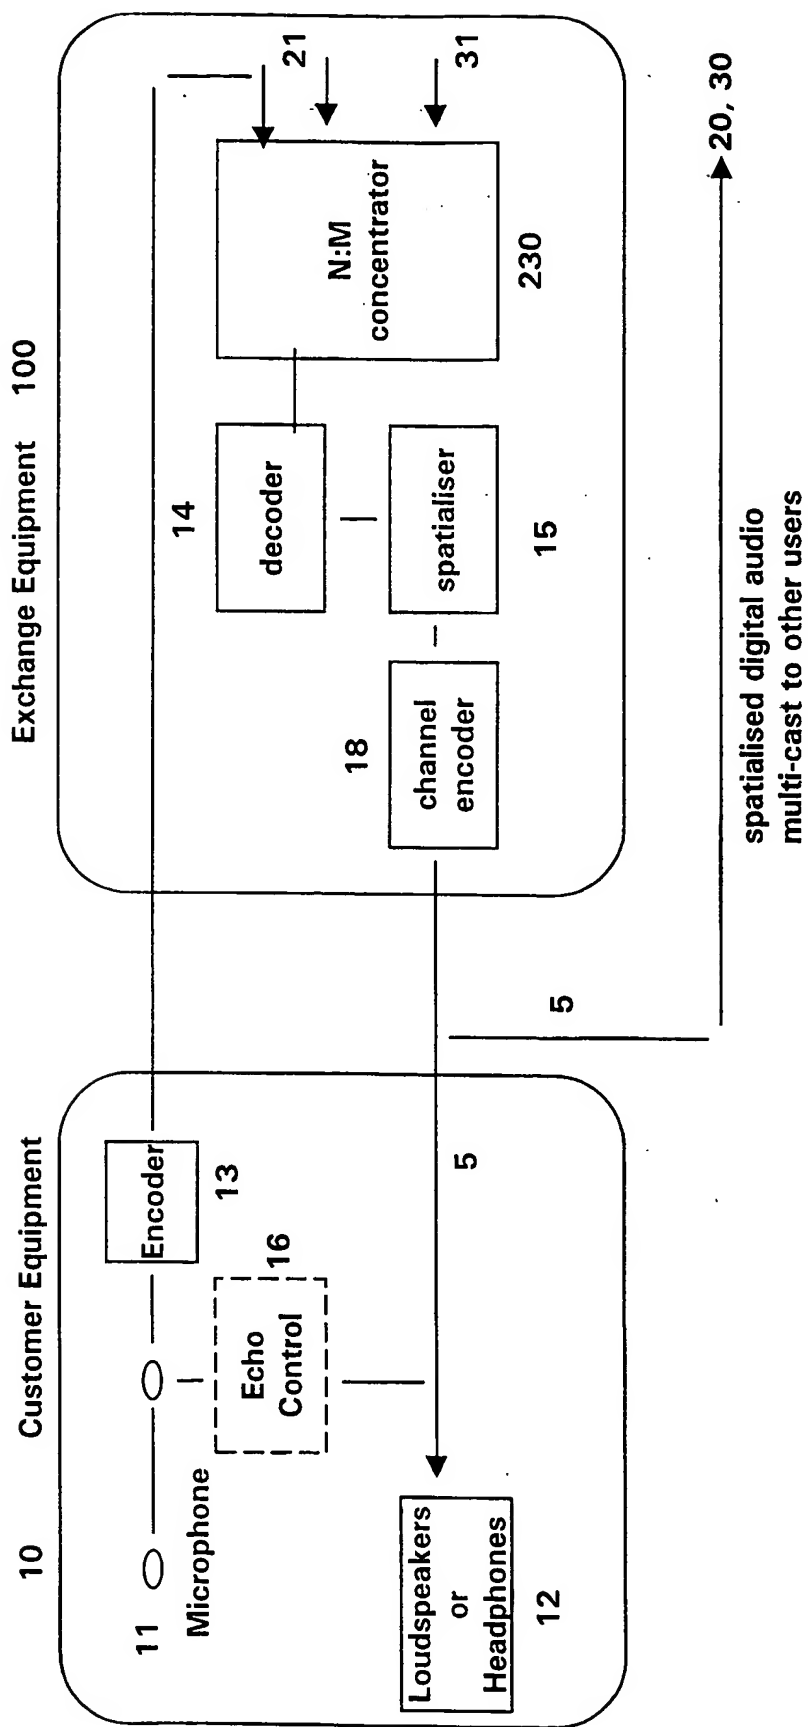 10 Customer Equipment
11
Microphone
Encoder
13
Echo
Control
16
5
Loudspeakers
or
Headphones
12
5
Exchange Equipment 100
14
decoder
18
channel
encoder
spatialiser
15
N:M
concentrator
230
21
31
20, 30
spatialised digital audio
multi-cast to other users